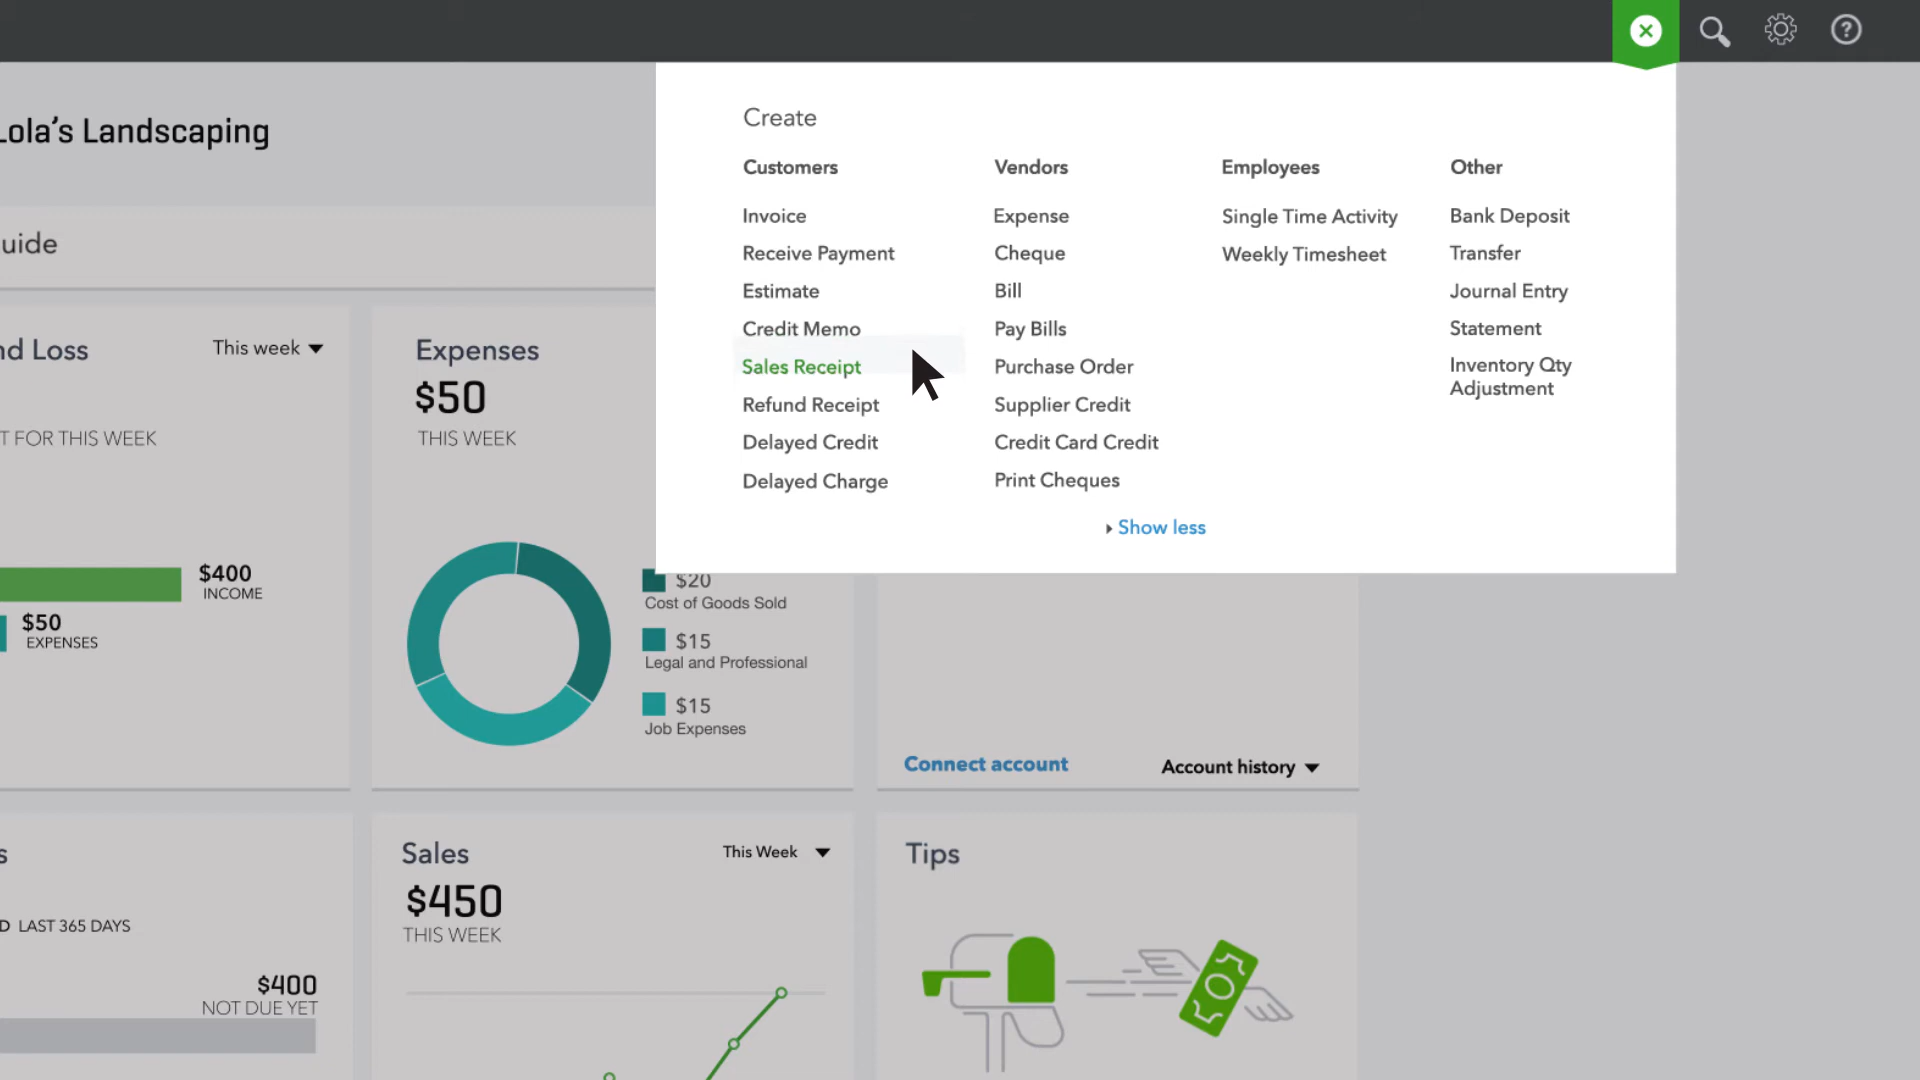 Lola's Landscaping
uide
Create
Customers
Invoice
Receive Payment
Estimate
Credit Memo
Sales Receipt
Refund Receipt
Delayed Credit
Delayed Charge
Vendors
Expense
Cheque
Bill
Pay Bills
Purchase Order
Supplier Credit
Credit Card Credit
Print Cheques
Employees
Single Time Activity
Weekly Timesheet
Other
Bank Deposit
Transfer
Journal Entry
Statement
Inventory Qty
Adjustment
Show less
nd Loss
This week
T FOR THIS WEEK
$400
INCOME
$50
EXPENSES
Expenses
$50
THIS WEEK
$20
Cost of Goods Sold
$15
Legal and Professional
$15
Job Expenses
Connect account
Account history
s
D LAST 365 DAYS
$400
NOT DUE YET
Sales
This Week
$450
THIS WEEK
Tips